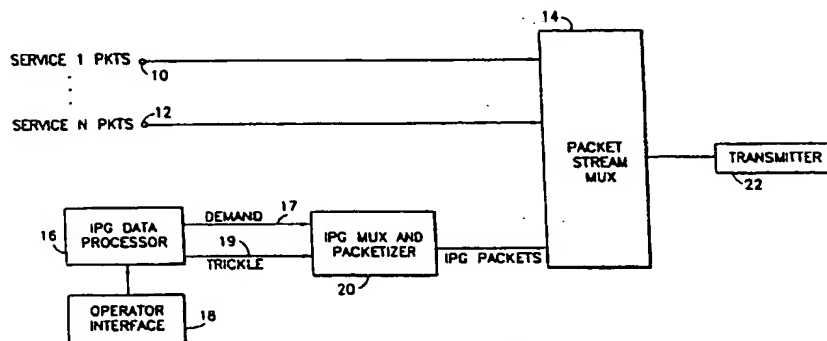 14
SERVICE 1 PKTS
10
SERVICE N PKTS
12
PACKET
STREAM
MUX
TRANSMITTER
22
IPG DATA
PROCESSOR
16
DEMAND
17
19
TRICKLE
IPG MUX AND
PACKETIZER
20
IPG PACKETS
OPERATOR
INTERFACE
18